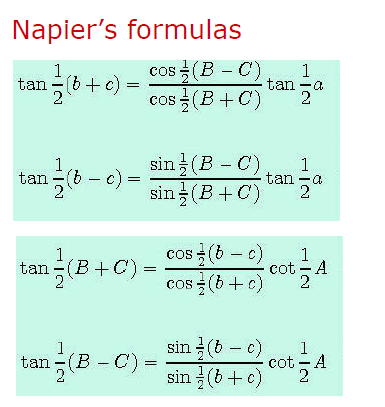 Napier's formulas
tan 1/2 (b + c) = cos 1/2 (B − C) / cos 1/2 (B + C) tan 1/2 a
tan 1/2 (b − c) = sin 1/2 (B − C) / sin 1/2 (B + C) tan 1/2 a
tan 1/2 (B + C) = cos 1/2 (b − c) / cos 1/2 (b + c) cot 1/2 A
tan 1/2 (B − C) = sin 1/2 (b − c) / sin 1/2 (b + c) cot 1/2 A